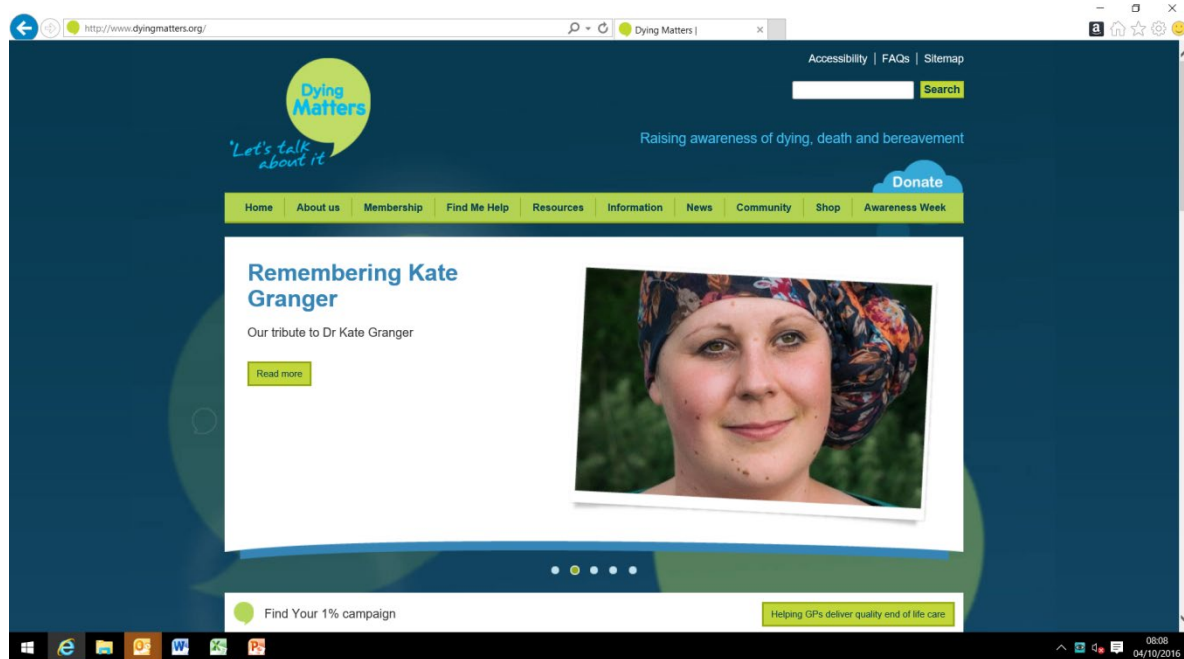 http://www.dyingmatters.org/
Dying Matters |
Accessibility | FAQs | Sitemap
Search
Dying
Matters
'Let's talk
about it
Raising awareness of dying, death and bereavement
Donate
Home About us Membership Find Me Help Resources Information News Community Shop Awareness Week
Remembering Kate
Granger
Our tribute to Dr Kate Granger
Read more
Find Your 1% campaign
Helping GPs deliver quality end of life care
08:08
04/10/2016